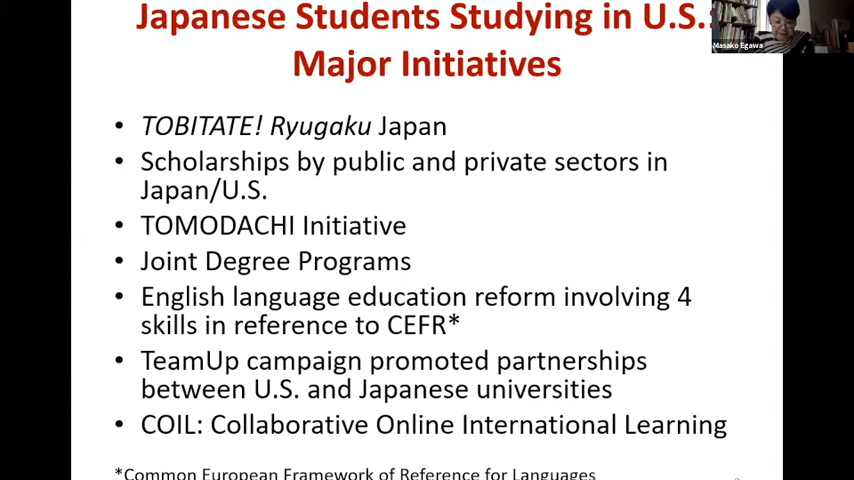 Japanese Students Studying in U.S.:
Major Initiatives
Masako Egawa
• TOBITATE! Ryugaku Japan
• Scholarships by public and private sectors in
Japan/U.S.
• TOMODACHI Initiative
• Joint Degree Programs
• English language education reform involving 4
skills in reference to CEFR*
• TeamUp campaign promoted partnerships
between U.S. and Japanese universities
• COIL: Collaborative Online International Learning
*Common European Framework of Reference for Languages